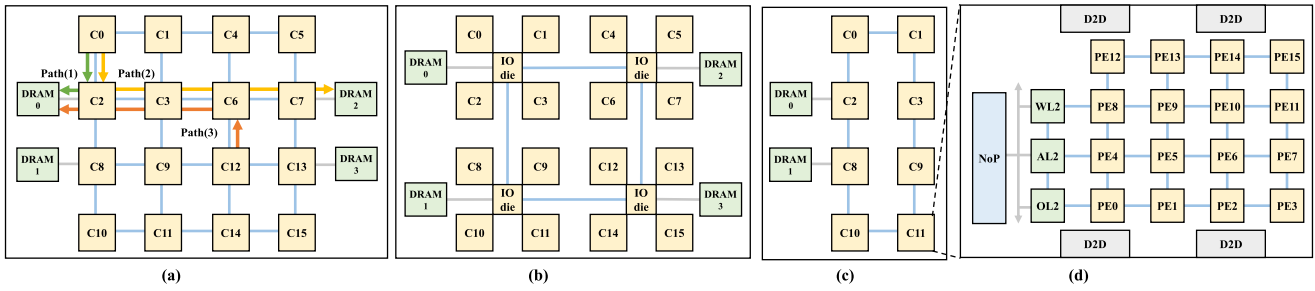 C0 C1 C4 C5
Path(1) Path(2)
DRAM
0
C2 C3 C6 C7
DRAM
2
Path(3)
DRAM
1
C8 C9 C12 C13
DRAM
3
C10 C11 C14 C15
(a)
C0 C1 C4 C5
DRAM
0
IO
die
IO
die
DRAM
2
C2 C3 C6 C7
C8 C9 C12 C13
DRAM
1
IO
die
IO
die
DRAM
3
C10 C11 C14 C15
(b)
C0 C1
DRAM
0
C2 C3
DRAM
1
C8 C9
C10 C11
(c)
D2D D2D
PE12 PE13 PE14 PE15
WL2 PE8 PE9 PE10 PE11
NoP
AL2 PE4 PE5 PE6 PE7
OL2 PE0 PE1 PE2 PE3
D2D D2D
(d)